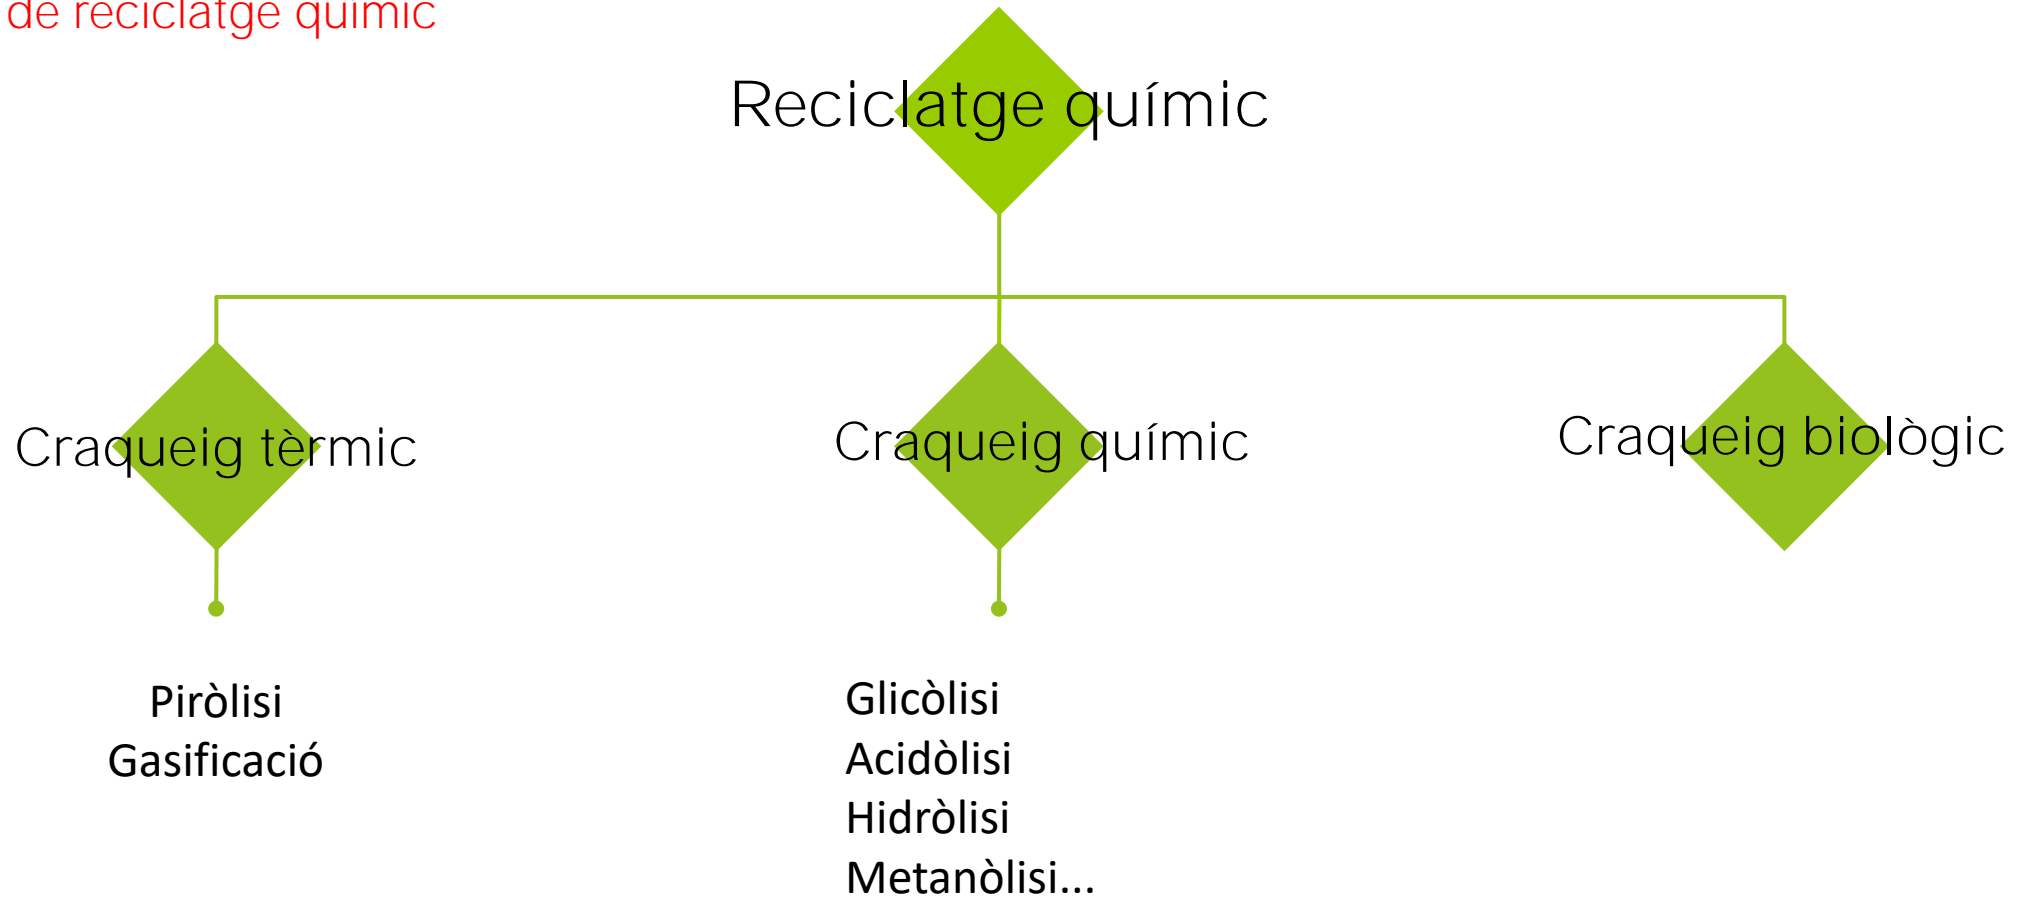 de reciclatge químic
Reciclatge químic
Craqueig tèrmic
Craqueig químic
Craqueig biològic
Piròlisi
Gasificació
Glicòlisi
Acidòlisi
Hidròlisi
Metanòlisi...